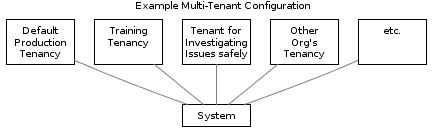 Example Multi-Tenant Configuration
Default
Production
Tenancy
Training
Tenancy
Tenant for
Investigating
Issues safely
Other
Org's
Tenancy
etc.
System